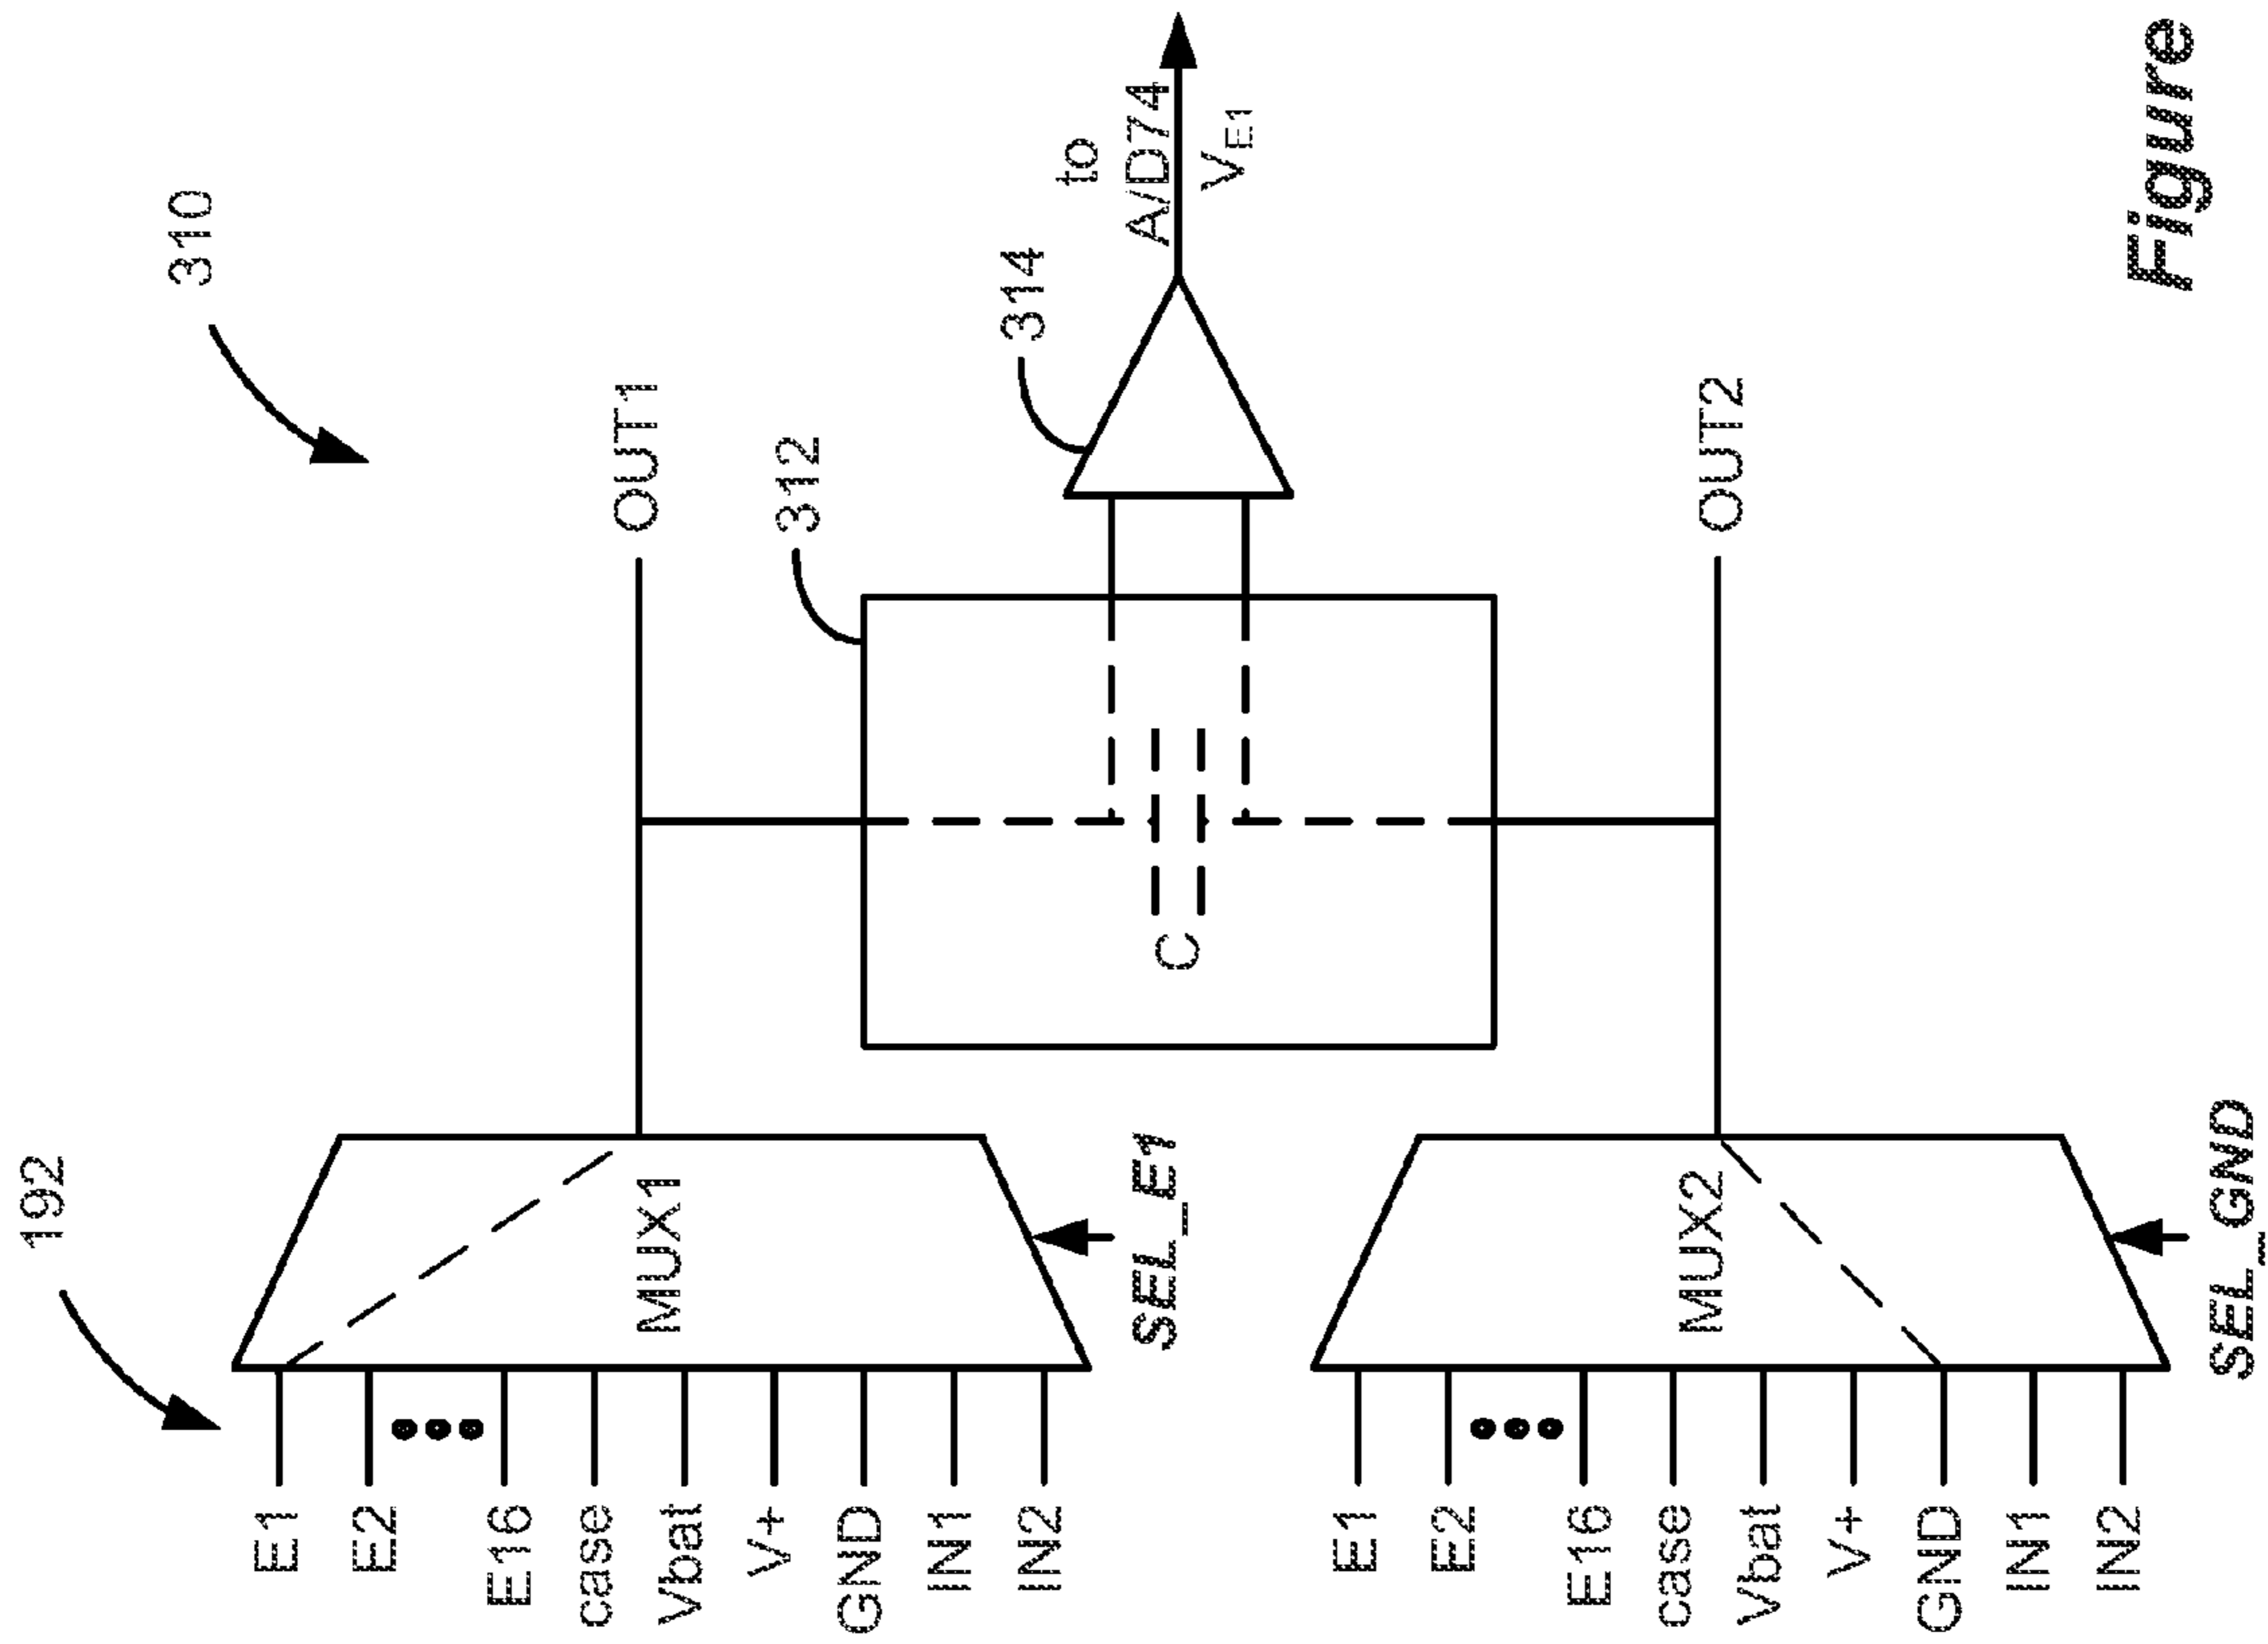 192
310
E1
E2
E16
case
Vbat
V+
GND
IN1
IN2
MUX1
SEL_E1
OUT1
312
C
314
to
A/D74
VE1
E1
E2
E16
case
Vbat
V+
GND
IN1
IN2
MUX2
SEL_GND
OUT2
Figure